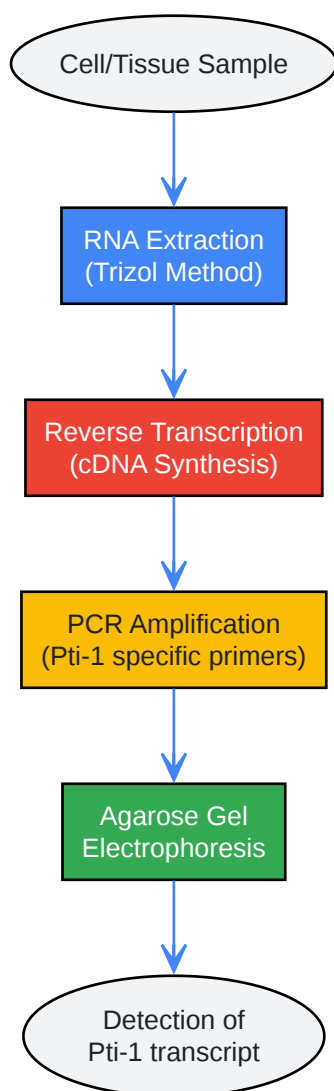 Cell/Tissue Sample
RNA Extraction
(Trizol Method)
Reverse Transcription
(cDNA Synthesis)
PCR Amplification
(Pti-1 specific primers)
Agarose Gel
Electrophoresis
Detection of
Pti-1 transcript